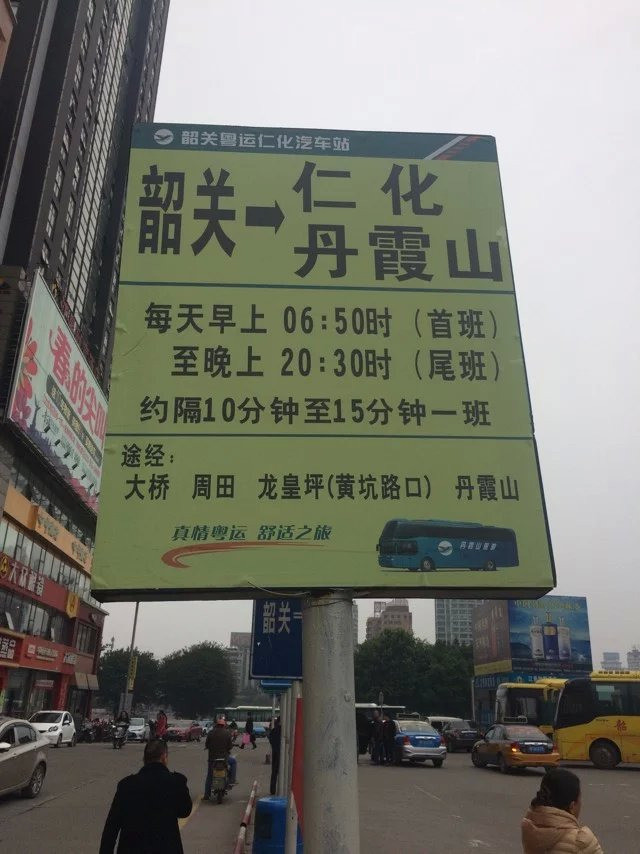 韶关粤运仁化汽车站
韶关→仁化
丹霞山
每天早上 06:50时（首班）
至晚上 20:30时（尾班）
约隔10分钟至15分钟一班
途经：
大桥 周田 龙皇坪(黄坑路口) 丹霞山
真情粤运 舒适之旅
韶关